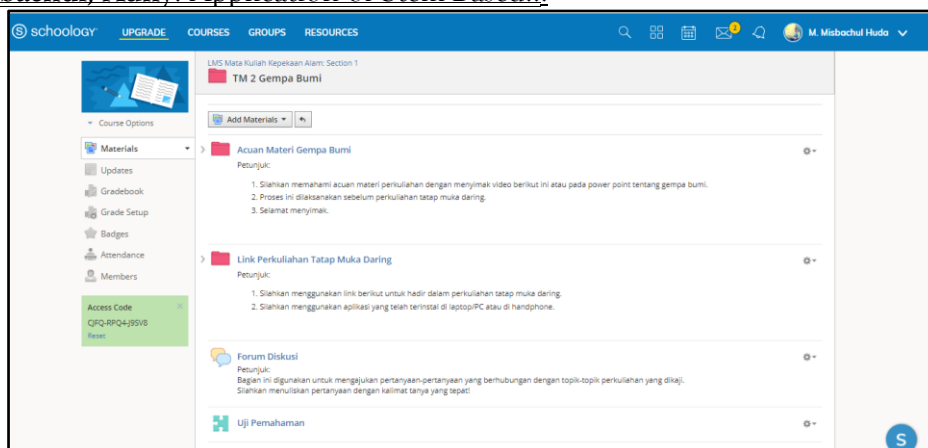 Application of Stem Based...
schoology UPGRADE COURSES GROUPS RESOURCES 2 M. Misbachul Huda
LMS Mata Kuliah Kepekaan Alam: Section 1
TM 2 Gempa Bumi
Course Options
Add Materials
Materials
Updates
Gradebook
Grade Setup
Badges
Attendance
Members
Access Code
CJFQ-RPQ4-J9SV8
Reset
Acuan Materi Gempa Bumi
Petunjuk:
1. Silahkan memahami acuan materi perkuliahan dengan menyimak video berikut ini atau pada power point tentang gempa bumi.
2. Proses ini dilaksanakan sebelum perkuliahan tatap muka daring.
3. Selamat menyimak.
Link Perkuliahan Tatap Muka Daring
Petunjuk:
1. Silahkan menggunakan link berikut untuk hadir dalam perkuliahan tatap muka daring.
2. Silahkan menggunakan aplikasi yang telah terinstal di laptop/PC atau di handphone.
Forum Diskusi
Petunjuk:
Bagian ini digunakan untuk mengajukan pertanyaan-pertanyaan yang berhubungan dengan topik-topik perkuliahan yang dikaji.
Silahkan menuliskan pertanyaan dengan kalimat tanya yang tepat!
Uji Pemahaman
S